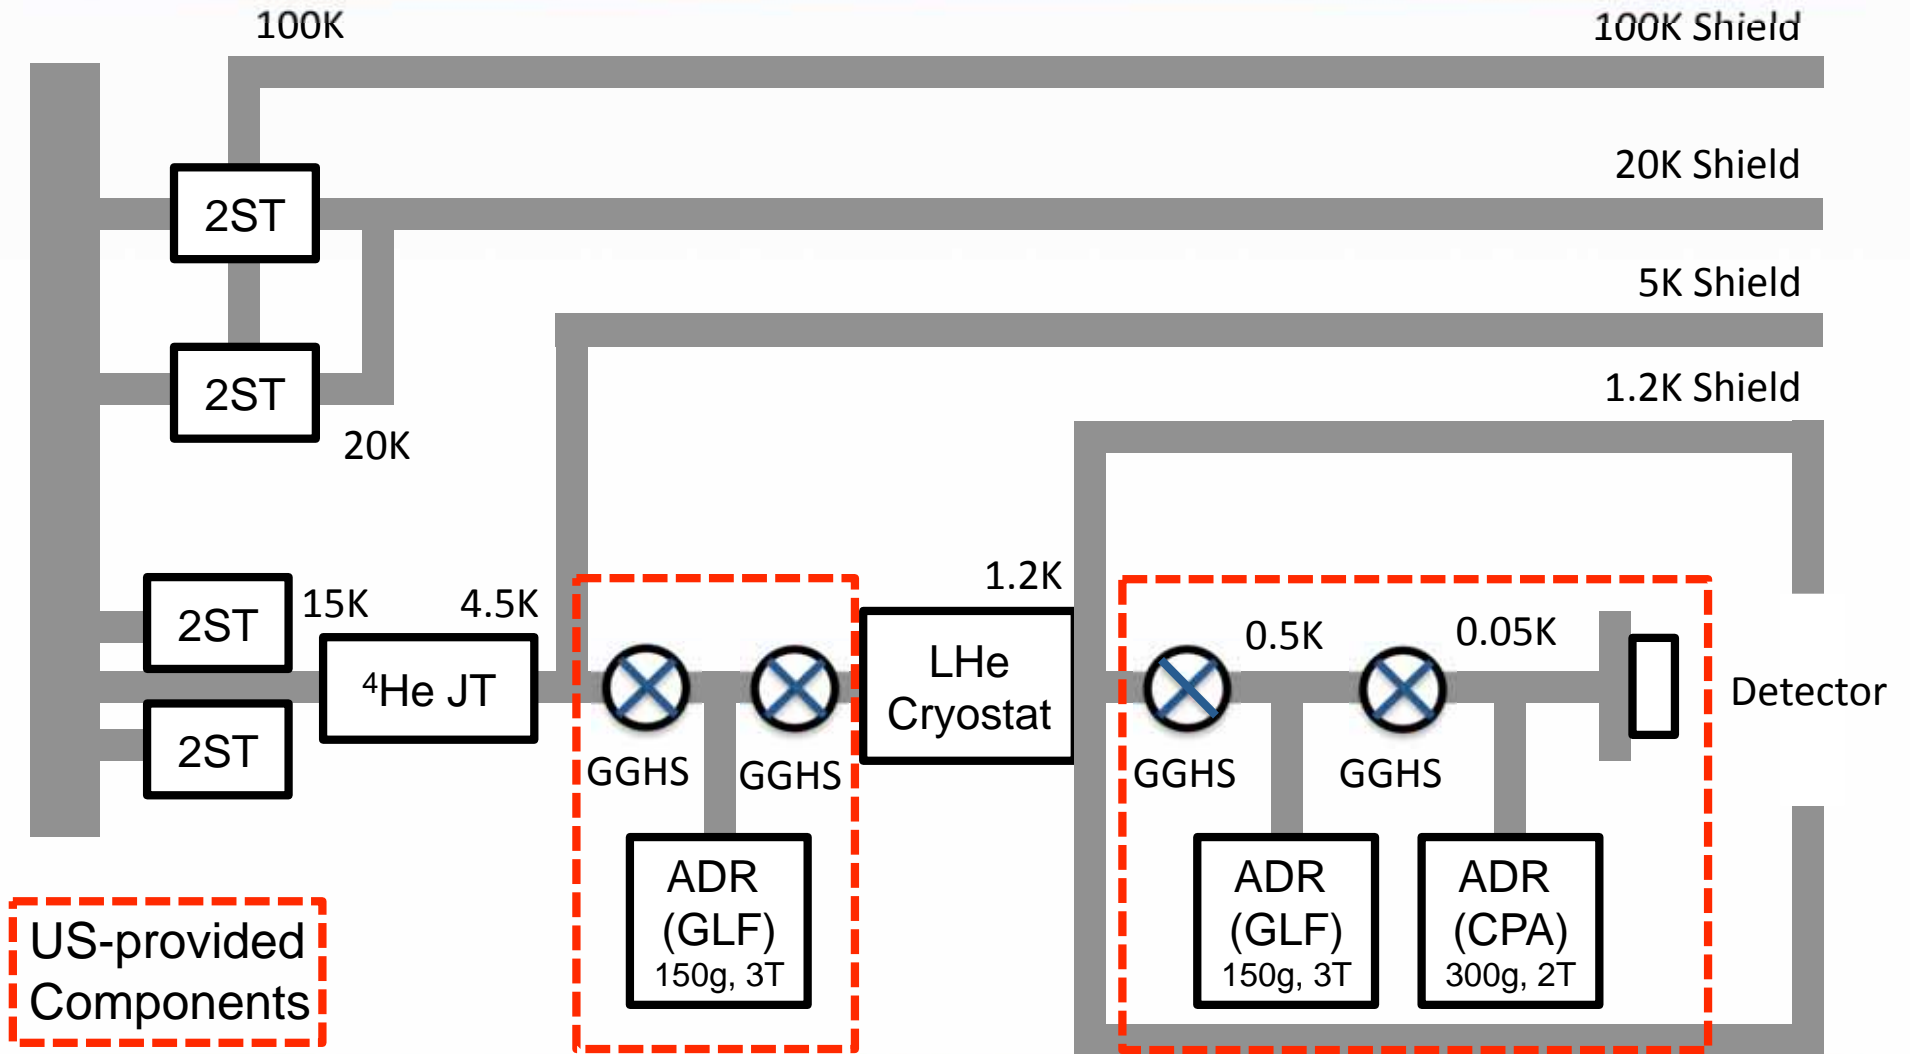 100K
100K Shield
20K Shield
2ST
5K Shield
1.2K Shield
2ST
20K
1.2K
15K
4.5K
2ST
0.5K
0.05K
⁴He JT
LHe
Cryostat
Detector
2ST
GGHS
GGHS
GGHS
GGHS
ADR
(GLF)
150g, 3T
ADR
(GLF)
150g, 3T
ADR
(CPA)
300g, 2T
US-provided
Components